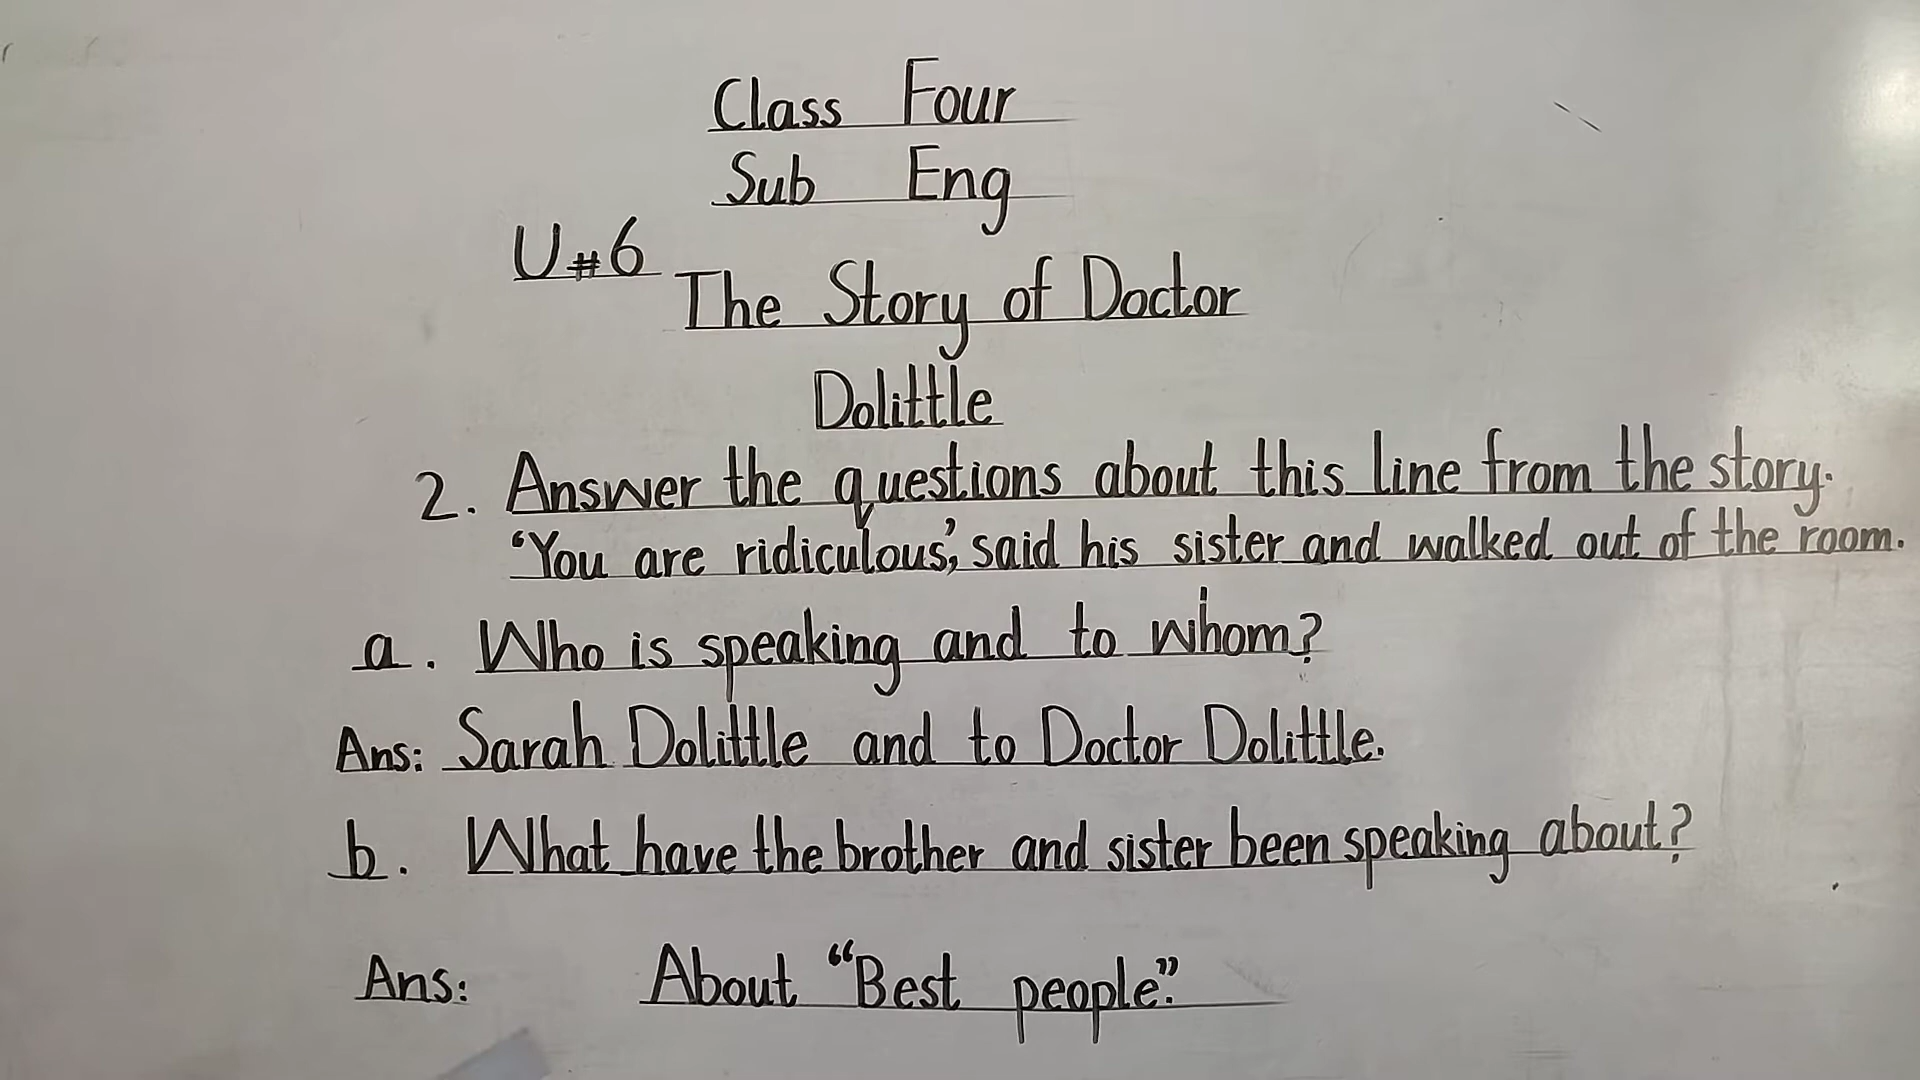 Class Four
Sub Eng
U#6
The Story of Doctor
Dolittle
2. Answer the questions about this line from the story.
‘You are ridiculous’, said his sister and walked out of the room.
a. Who is speaking and to whom?
Ans: Sarah Dolittle and to Doctor Dolittle.
b. What have the brother and sister been speaking about?
Ans: About “Best people”.